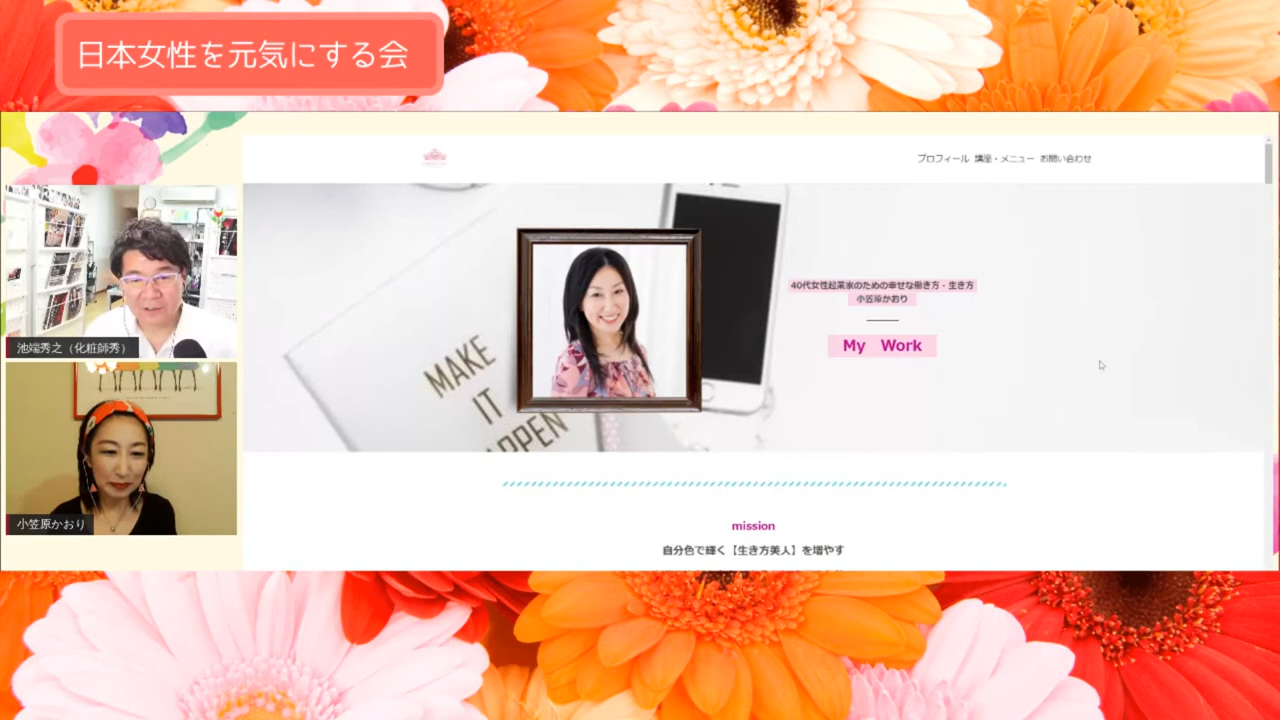 日本女性を元気にする会
プロフィール 講座・メニュー お問い合わせ
池端秀之（化粧師秀）
小笠原かおり
MAKE
IT
HAPPEN
40代女性起業家のための幸せな働き方・生き方
小笠原かおり
My Work
mission
自分色で輝く【生き方美人】を増やす